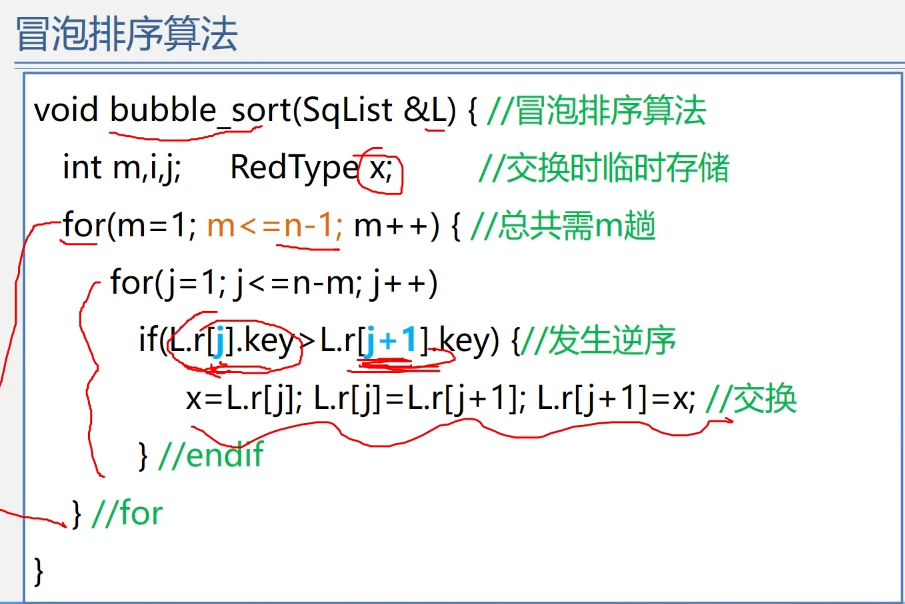 冒泡排序算法
void bubble_sort(SqList &L) { //冒泡排序算法
int m,i,j; RedType x; //交换时临时存储
for(m=1; m<=n-1; m++) { //总共需m趟
for(j=1; j<=n-m; j++)
if(L.r[j].key>L.r[j+1].key) {//发生逆序
x=L.r[j]; L.r[j]=L.r[j+1]; L.r[j+1]=x; //交换
} //endif
} //for
}